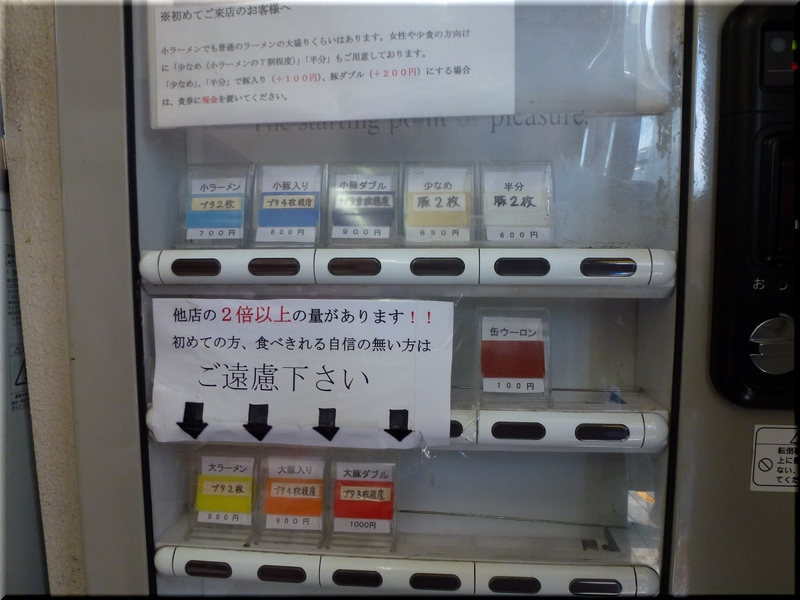 ※初めてご来店のお客様へ
小ラーメンでも普通のラーメンの大盛りくらいはあります。女性や少食の方向け
に「少なめ（小ラーメンの7割程度）」「半分」もご用意しております。
「少なめ」、「半分」で豚入り（+100円）、豚ダブル（+200円）にする場合
は、食券に現金を置いてください。
The starting point of pleasure.
小ラーメン
ブタ2枚
700円
小豚入り
ブタ4枚程度
800円
小豚ダブル
900円
少なめ
豚2枚
650円
半分
豚2枚
600円
他店の2倍以上の量があります!!
初めての方、食べきれる自信の無い方は
ご遠慮下さい
缶ウーロン
100円
大ラーメン
ブタ2枚
800円
大豚入り
ブタ4枚程度
900円
大豚ダブル
1000円
転倒